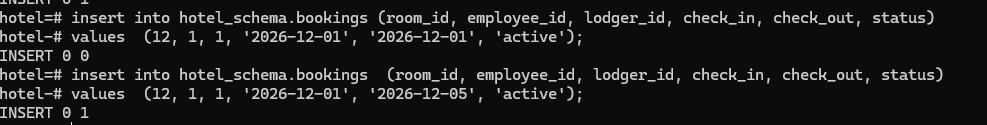 INSERT 0 1
hotel=# insert into hotel_schema.bookings (room_id, employee_id, lodger_id, check_in, check_out, status)
hotel-# values  (12, 1, 1, '2026-12-01', '2026-12-01', 'active');
INSERT 0 0
hotel=# insert into hotel_schema.bookings  (room_id, employee_id, lodger_id, check_in, check_out, status)
hotel-# values  (12, 1, 1, '2026-12-01', '2026-12-05', 'active');
INSERT 0 1